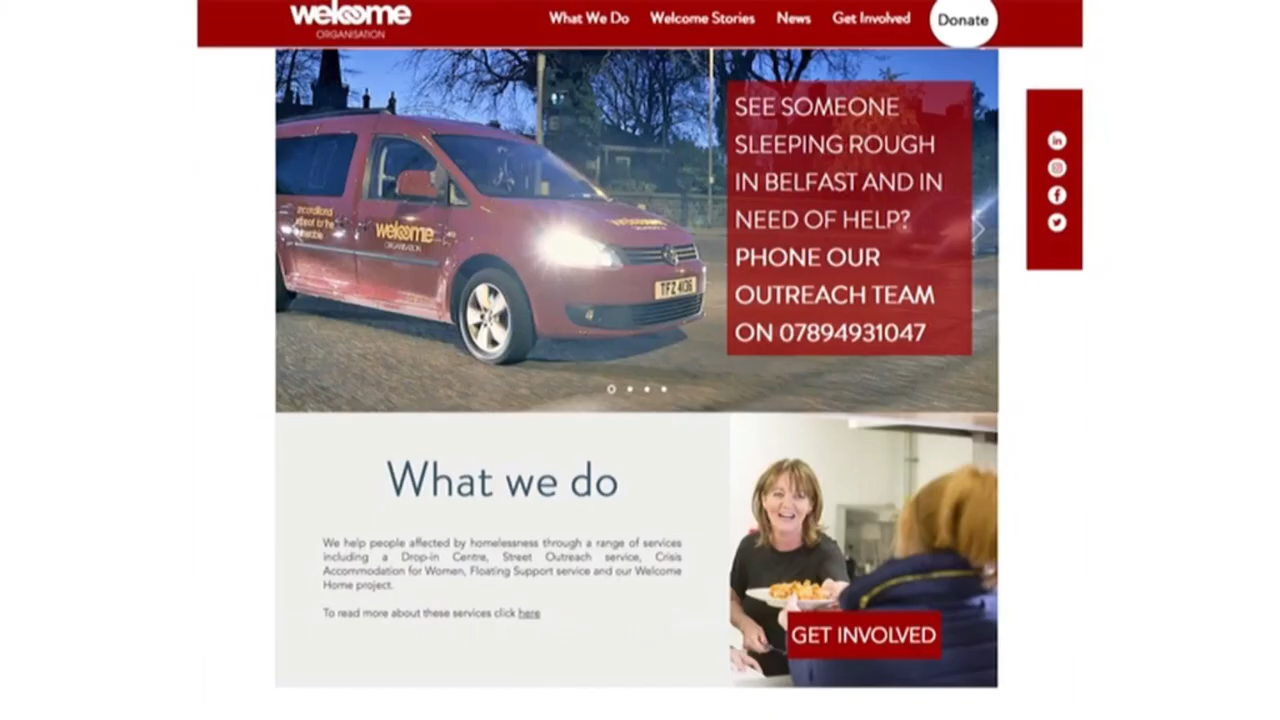 welcome
ORGANISATION
What We Do
Welcome Stories
News
Get Involved
Donate
SEE SOMEONE
SLEEPING ROUGH
IN BELFAST AND IN
NEED OF HELP?
PHONE OUR
OUTREACH TEAM
ON 07894931047
welcome
ORGANISATION
What we do
We help people affected by homelessness through a range of services
including a Drop-in Centre, Street Outreach service, Crisis
Accommodation for Women, Floating Support service and our Welcome
Home project.
To read more about these services click here
GET INVOLVED